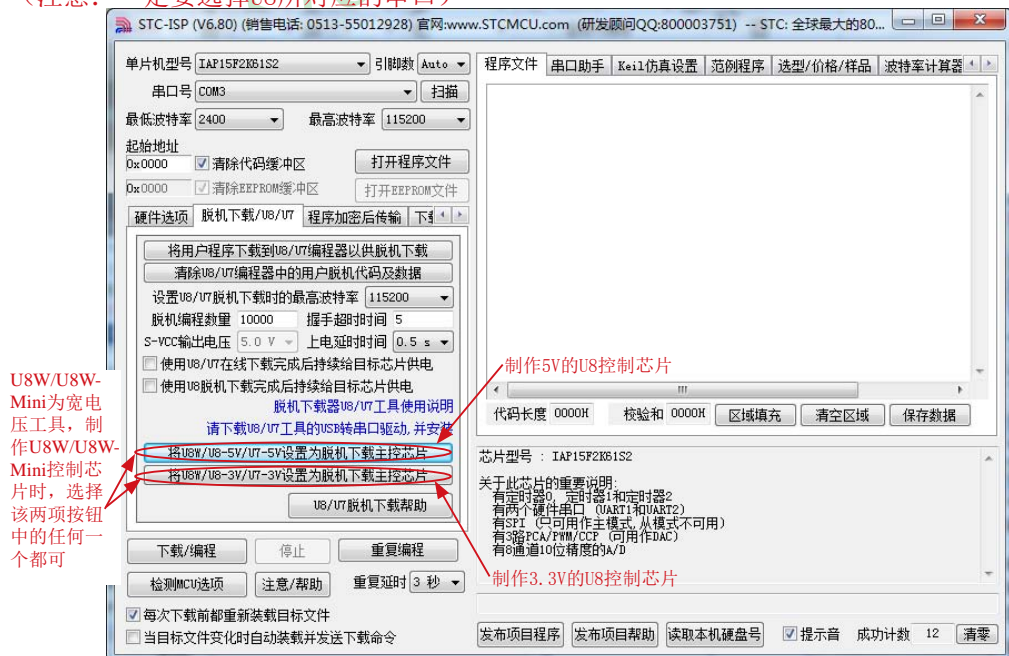 (注意：一定要选择U8所对应的串口)
STC-ISP (V6.80) (销售电话: 0513-55012928) 官网:www.STCMCU.com (研发顾问QQ:800003751) -- STC: 全球最大的80...
单片机型号 IAP15F2K61S2 引脚数 Auto
串口号 COM3 扫描
最低波特率 2400 最高波特率 115200
起始地址
0x0000 清除代码缓冲区 打开程序文件
0x0000 清除EEPROM缓冲区 打开EEPROM文件
硬件选项 脱机下载/U8/U7 程序加密后传输
将用户程序下载到U8/U7编程器以供脱机下载
清除U8/U7编程器中的用户脱机代码及数据
设置U8/U7脱机下载时的最高波特率 115200
脱机编程数量 10000 握手超时时间 5
S-VCC输出电压 5.0 V 上电延时时间 0.5 s
使用U8/U7在线下载完成后持续给目标芯片供电
使用U8脱机下载完成后持续给目标芯片供电
脱机下载器U8/U7工具使用说明
请下载U8/U7工具的USB转串口驱动,并安装
将U8W/U8-5V/U7-5V设置为脱机下载主控芯片
将U8W/U8-3V/U7-3V设置为脱机下载主控芯片
U8/U7脱机下载帮助
下载/编程 停止 重复编程
检测MCU选项 注意/帮助 重复延时 3 秒
每次下载前都重新装载目标文件
当目标文件变化时自动装载并发送下载命令
程序文件 串口助手 Keil仿真设置 范例程序 选型/价格/样品 波特率计算器
代码长度 0000H 校验和 0000H 区域填充 清空区域 保存数据
芯片型号 : IAP15F2K61S2
关于此芯片的重要说明:
有定时器0, 定时器1和定时器2
有两个硬件串口 (UART1和UART2)
有SPI (只可用作主模式,从模式不可用)
有3路PCA/PWM/CCP (可用作DAC)
有8通道10位精度的A/D
发布项目程序 发布项目帮助 读取本机硬盘号 提示音 成功计数 12 清零
U8W/U8W-
Mini为宽电
压工具，制
作U8W/U8W-
Mini控制芯
片时，选择
该两项按钮
中的任何一
个都可
制作5V的U8控制芯片
制作3.3V的U8控制芯片